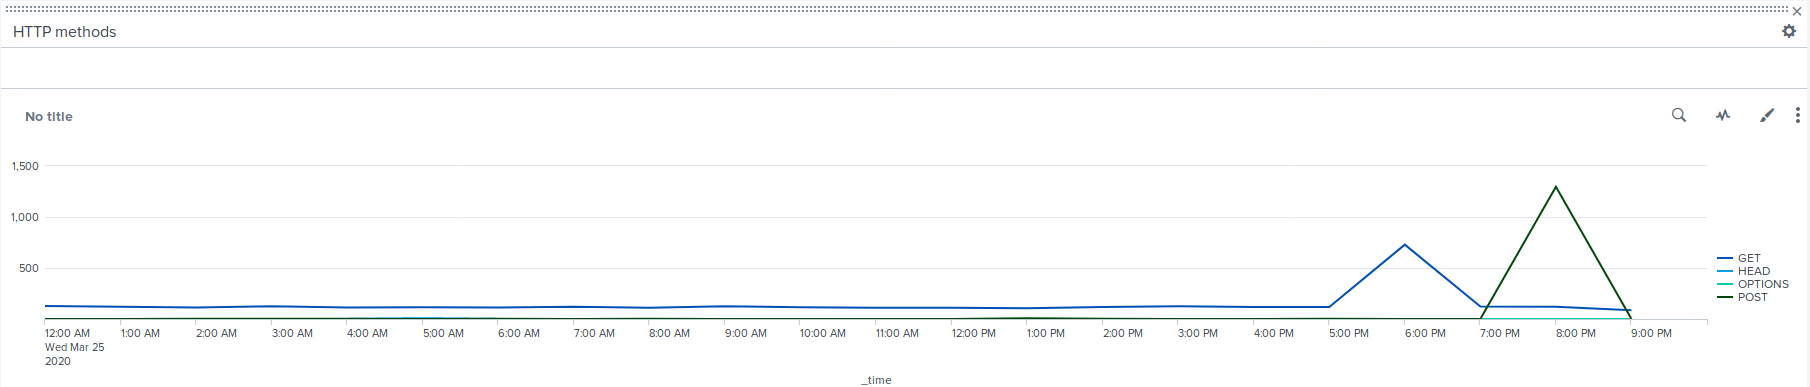 HTTP methods
No title
1,500
1,000
500
GET
HEAD
OPTIONS
POST
12:00 AM 1:00 AM 2:00 AM 3:00 AM 4:00 AM 5:00 AM 6:00 AM 7:00 AM 8:00 AM 9:00 AM 10:00 AM 11:00 AM 12:00 PM 1:00 PM 2:00 PM 3:00 PM 4:00 PM 5:00 PM 6:00 PM 7:00 PM 8:00 PM 9:00 PM
Wed Mar 25
2020
_time